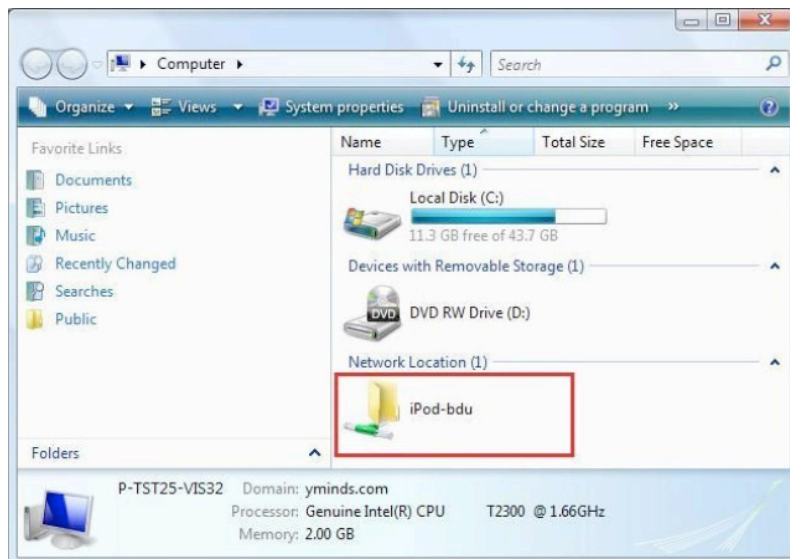 Computer
Search
Organize Views System properties Uninstall or change a program »
Favorite Links
Documents
Pictures
Music
Recently Changed
Searches
Public
Folders
Name Type Total Size Free Space
Hard Disk Drives (1)
Local Disk (C:)
11.3 GB free of 43.7 GB
Devices with Removable Storage (1)
DVD
DVD RW Drive (D:)
Network Location (1)
iPod-bdu
P-TST25-VIS32 Domain: yminds.com
Processor: Genuine Intel(R) CPU T2300 @ 1.66GHz
Memory: 2.00 GB